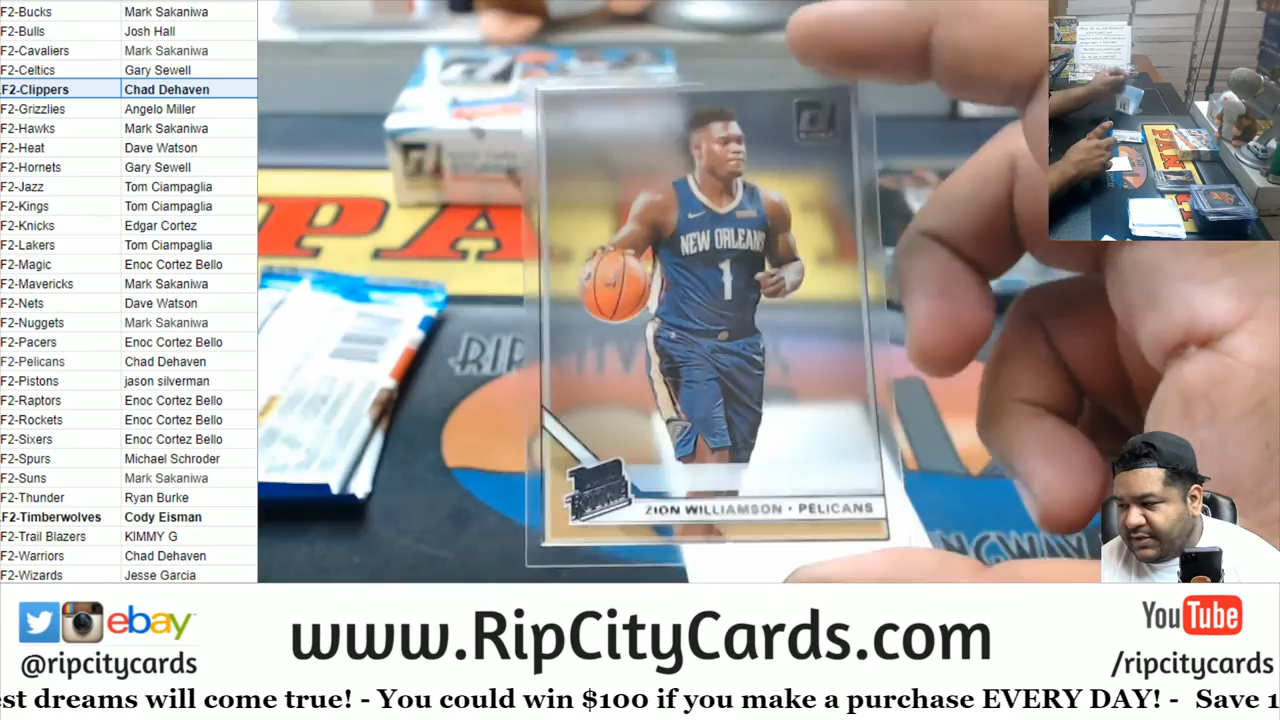 F2-Bucks Mark Sakaniwa
F2-Bulls Josh Hall
F2-Cavaliers Mark Sakaniwa
F2-Celtics Gary Sewell
F2-Clippers Chad Dehaven
F2-Grizzlies Angelo Miller
F2-Hawks Mark Sakaniwa
F2-Heat Dave Watson
F2-Hornets Gary Sewell
F2-Jazz Tom Ciampaglia
F2-Kings Tom Ciampaglia
F2-Knicks Edgar Cortez
F2-Lakers Tom Ciampaglia
F2-Magic Enoc Cortez Bello
F2-Mavericks Mark Sakaniwa
F2-Nets Dave Watson
F2-Nuggets Mark Sakaniwa
F2-Pacers Enoc Cortez Bello
F2-Pelicans Chad Dehaven
F2-Pistons jason silverman
F2-Raptors Enoc Cortez Bello
F2-Rockets Enoc Cortez Bello
F2-Sixers Enoc Cortez Bello
F2-Spurs Michael Schroder
F2-Suns Mark Sakaniwa
F2-Thunder Ryan Burke
F2-Timberwolves Cody Eisman
F2-Trail Blazers KIMMY G
F2-Warriors Chad Dehaven
F2-Wizards Jesse Garcia
PA
RIP
NEW ORLEANS
1
Rated
Rookie
ZION WILLIAMSON • PELICANS
PANI
ebay
@ripcitycards
www.RipCityCards.com
YouTube
/ripcitycards
est dreams will come true! - You could win $100 if you make a purchase EVERY DAY! - Save 1